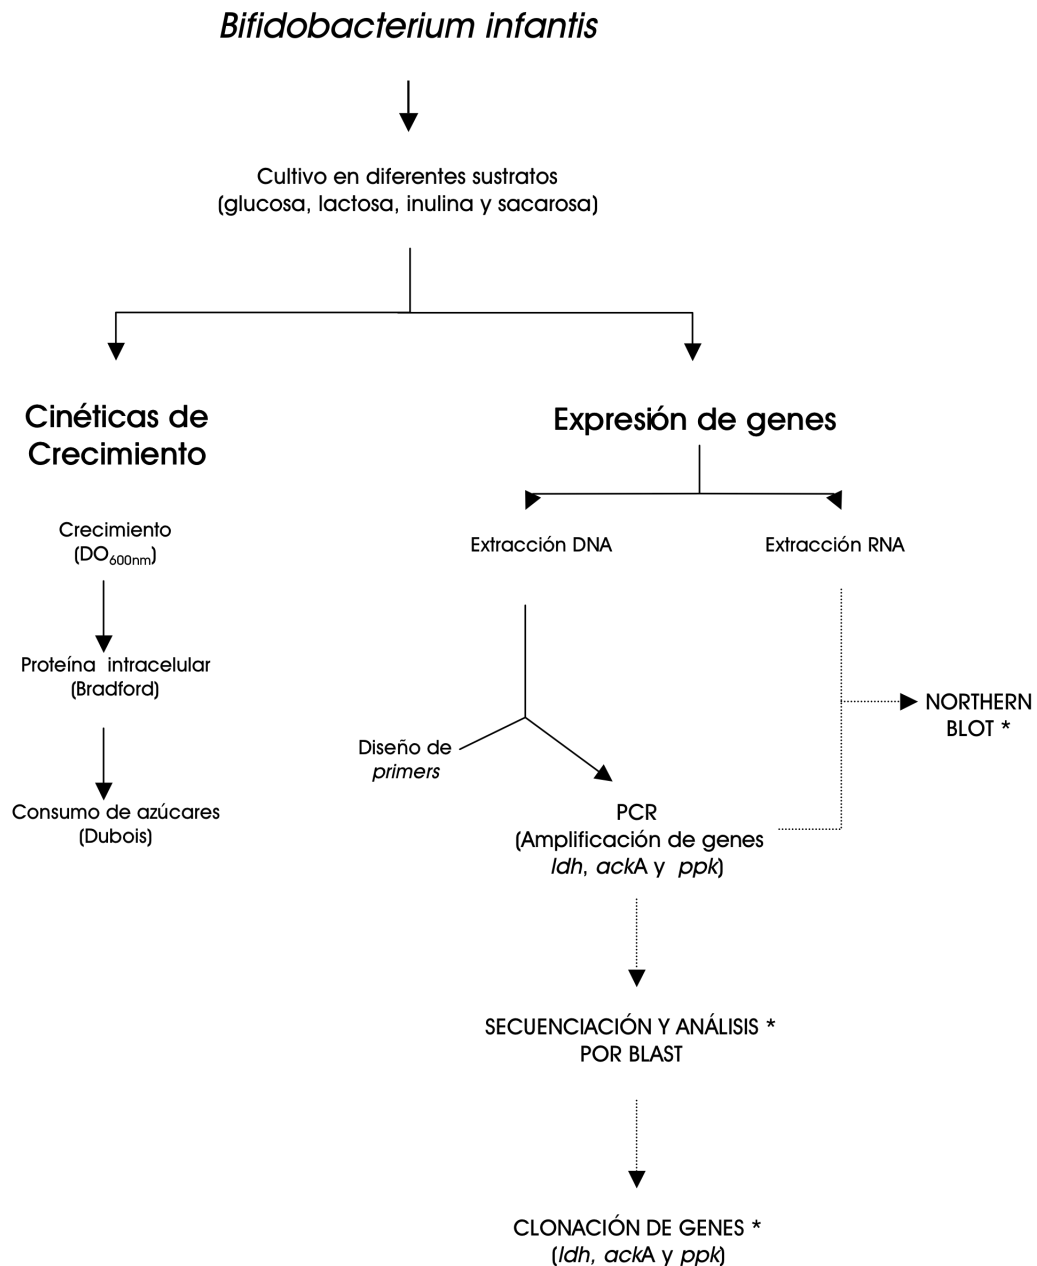 Bifidobacterium infantis
Cultivo en diferentes sustratos
(glucosa, lactosa, inulina y sacarosa)
Cinéticas de
Crecimiento
Crecimiento
(DO600nm)
Proteína intracelular
(Bradford)
Consumo de azúcares
(Dubois)
Expresión de genes
Extracción DNA
Extracción RNA
NORTHERN
BLOT *
Diseño de
primers
PCR
(Amplificación de genes
ldh, ackA y ppk)
SECUENCIACIÓN Y ANÁLISIS *
POR BLAST
CLONACIÓN DE GENES *
(ldh, ackA y ppk)